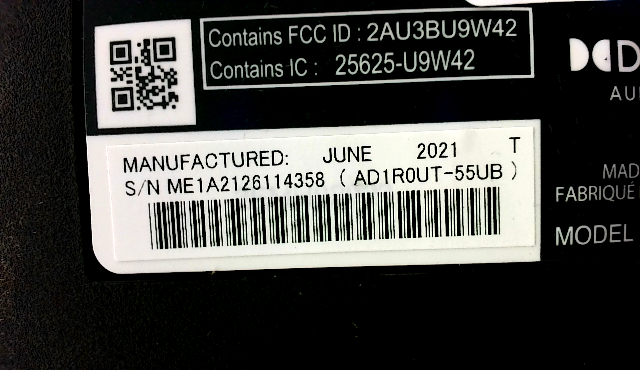 Contains FCC ID : 2AU3BU9W42
Contains IC : 25625-U9W42
AU
MANUFACTURED: JUNE 2021 T
S/N ME1A2126114358 ( AD1R0UT-55UB )
MAD
FABRIQUÉ
MODEL